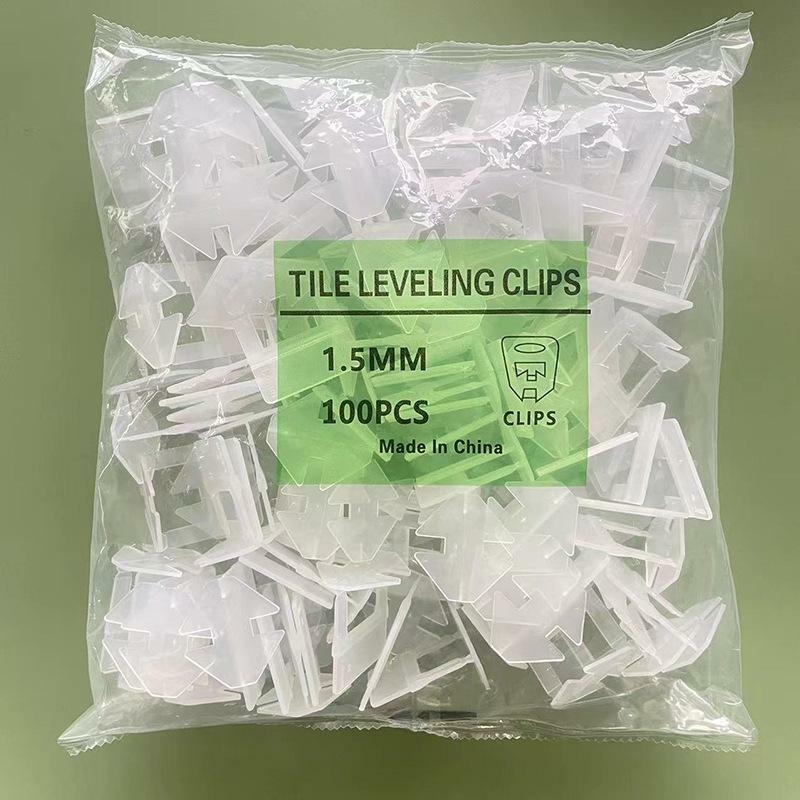 TILE LEVELING CLIPS
1.5MM
100PCS
CLIPS
Made In China